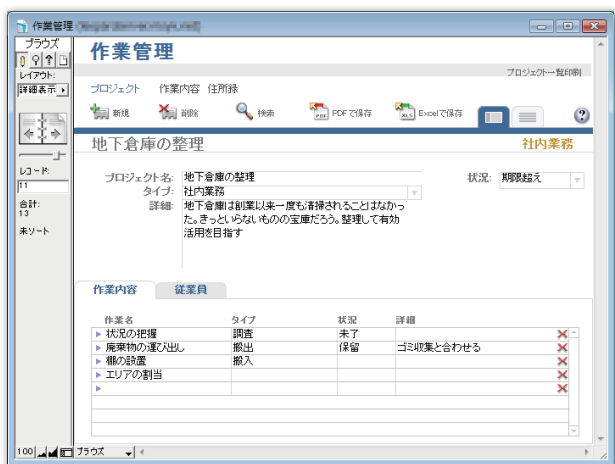 作業管理
ブラウズ
レイアウト:
詳細表示
レコード:
11
合計:
13
未ソート
作業管理
プロジェクト一覧印刷
プロジェクト 作業内容 住所録
新規 削除 検索 PDFで保存 Excelで保存
地下倉庫の整理 社内業務
プロジェクト名: 地下倉庫の整理 状況: 期限超え
タイプ: 社内業務
詳細: 地下倉庫は創業以来一度も清掃されることはなかっ
た。きっといらないものの宝庫だろう。整理して有効
活用を目指す
作業内容 従業員
作業名 タイプ 状況 詳細
状況の把握 調査 未了
廃棄物の運び出し 搬出 保留 ゴミ収集と合わせる
棚の設置 搬入
エリアの割当
100 ブラウズ